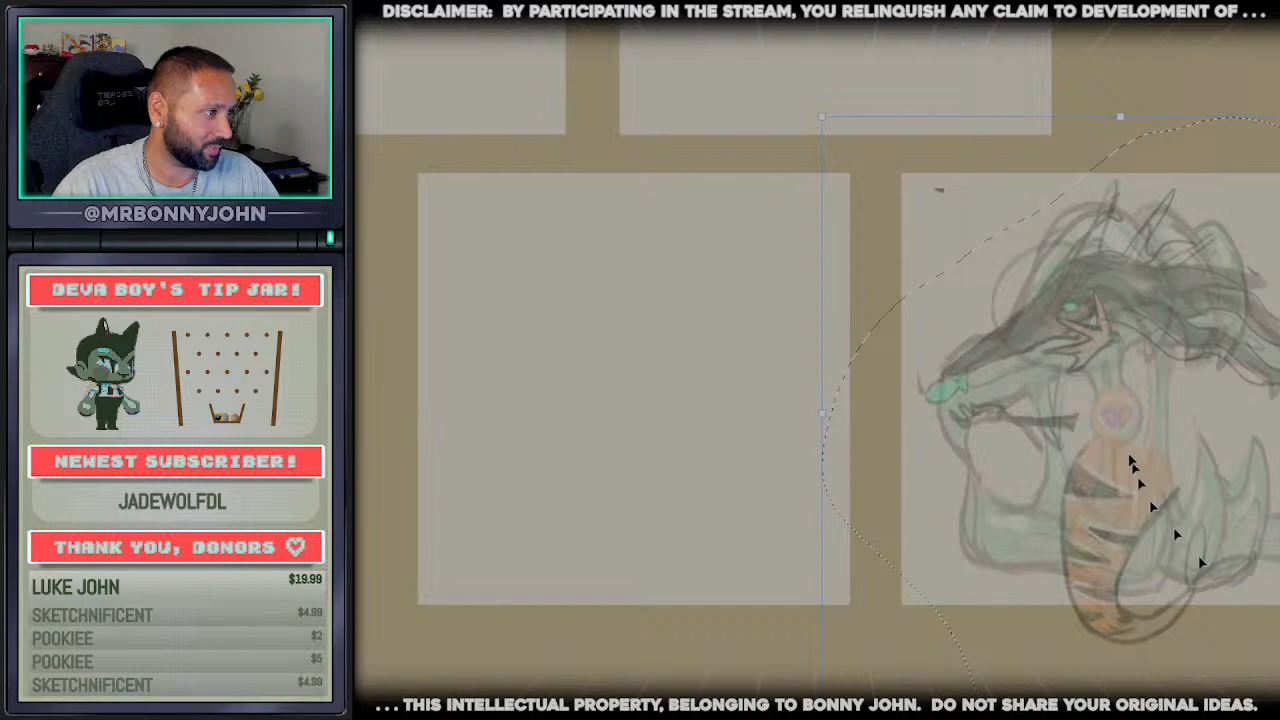 DISCLAIMER: BY PARTICIPATING IN THE STREAM, YOU RELINQUISH ANY CLAIM TO DEVELOPMENT OF . . .
@MRBONNYJOHN
DEVA BOY'S TIP JAR!
NEWEST SUBSCRIBER!
JADEWOLFDL
THANK YOU, DONORS ♡
LUKE JOHN $19.99
SKETCHNIFICENT $4.99
POOKIEE $2
POOKIEE $5
SKETCHNIFICENT $4.99
. . . THIS INTELLECTUAL PROPERTY, BELONGING TO BONNY JOHN. DO NOT SHARE YOUR ORIGINAL IDEAS.